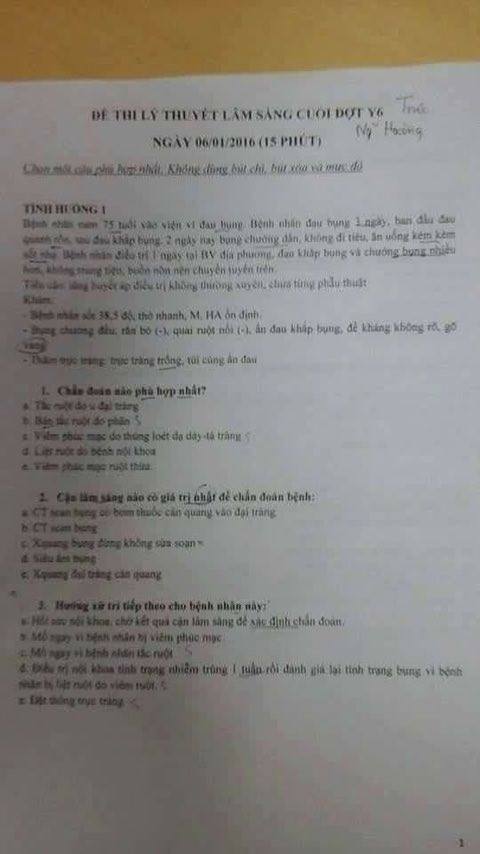 ĐỀ THI LÝ THUYẾT LÂM SÀNG CUỐI ĐỢT Y6
NGÀY 06/01/2016 (15 PHÚT)
Chọn một câu phù hợp nhất. Không dùng bút chì, bút xóa và mực đỏ
TÌNH HUỐNG 1
Bệnh nhân nam 75 tuổi vào viện vì đau bụng. Bệnh nhân đau bụng 1 ngày, ban đầu đau
quanh rốn, sau đau khắp bụng. 2 ngày nay bụng chướng dần, không đi tiêu, ăn uống kém kèm
sốt nhẹ. Bệnh nhân điều trị 1 ngày tại BV địa phương, đau khắp bụng và chướng bụng nhiều
hơn, không trung tiện, buồn nôn nên chuyển tuyến trên.
Tiền căn: tăng huyết áp điều trị không thường xuyên, chưa từng phẫu thuật
Khám:
- Bệnh nhân sốt 38,5 độ, thở nhanh, M, HA ổn định.
- Bụng chướng đều, rắn bò (-), quai ruột nổi (-), ấn đau khắp bụng, đề kháng không rõ, gõ
vang
- Thăm trực tràng: trực tràng trống, túi cùng ấn đau
1. Chẩn đoán nào phù hợp nhất?
a. Tắc ruột do u đại tràng
b. Bán tắc ruột do phân
c. Viêm phúc mạc do thủng loét dạ dày-tá tràng
d. Liệt ruột do bệnh nội khoa
e. Viêm phúc mạc ruột thừa
2. Cận lâm sàng nào có giá trị nhất để chẩn đoán bệnh:
a. CT scan bụng có bơm thuốc cản quang vào đại tràng
b. CT scan bụng
c. Xquang bụng đứng không sửa soạn
d. Siêu âm bụng
e. Xquang đại tràng cản quang
3. Hướng xử trí tiếp theo cho bệnh nhân này:
a. Hồi sức nội khoa, chờ kết quả cận lâm sàng để xác định chẩn đoán.
b. Mổ ngay vì bệnh nhân bị viêm phúc mạc
c. Mổ ngay vì bệnh nhân tắc ruột
d. Điều trị nội khoa tình trạng nhiễm trùng 1 tuần rồi đánh giá lại tình trạng bụng vì bệnh
nhân bị liệt ruột do viêm ruột.
e. Đặt thông trực tràng
1